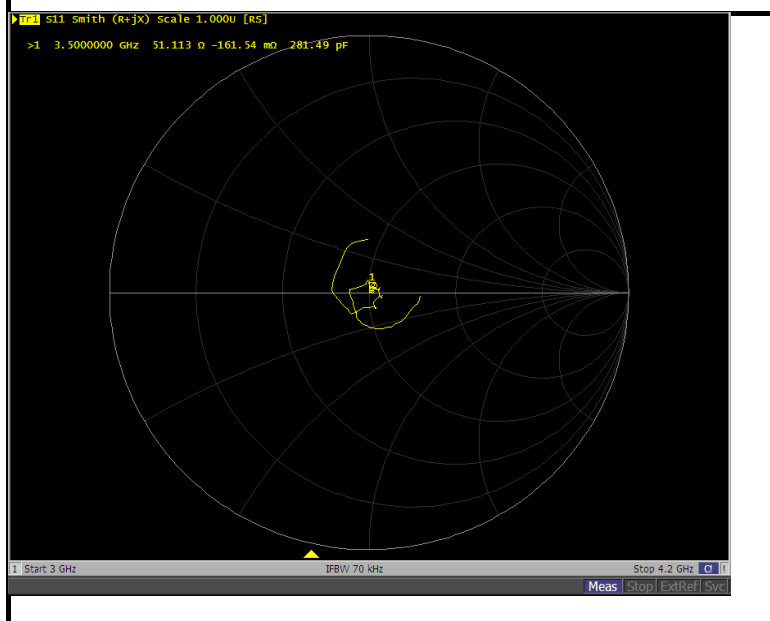 Tr1 S11 Smith (R+jX) Scale 1.000U [RS]
>1 3.5000000 GHz 51.113 Ω -161.54 mΩ 281.49 pF
1
1 Start 3 GHz IFBW 70 kHz Stop 4.2 GHz C! !
Meas Stop ExtRef Svc